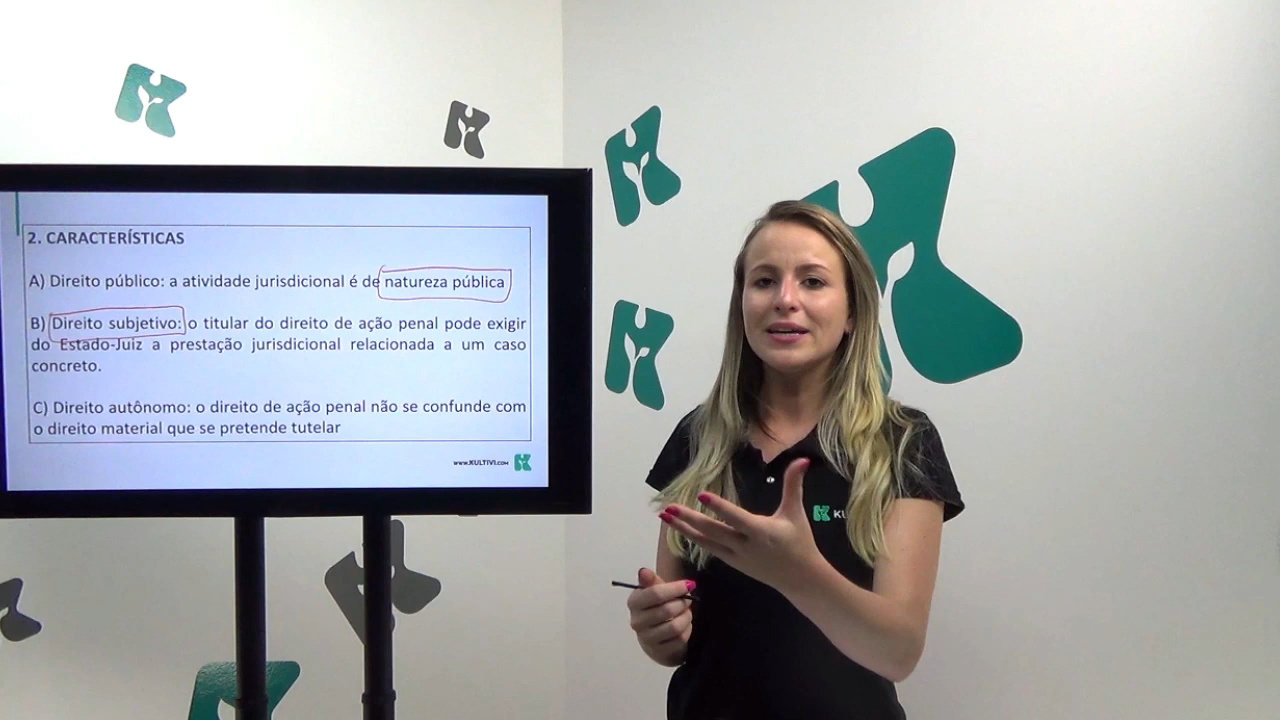 2. CARACTERÍSTICAS
A) Direito público: a atividade jurisdicional é de natureza pública
B) Direito subjetivo: o titular do direito de ação penal pode exigir
do Estado-Juiz a prestação jurisdicional relacionada a um caso
concreto.
C) Direito autônomo: o direito de ação penal não se confunde com
o direito material que se pretende tutelar
www.KULTIVI.com